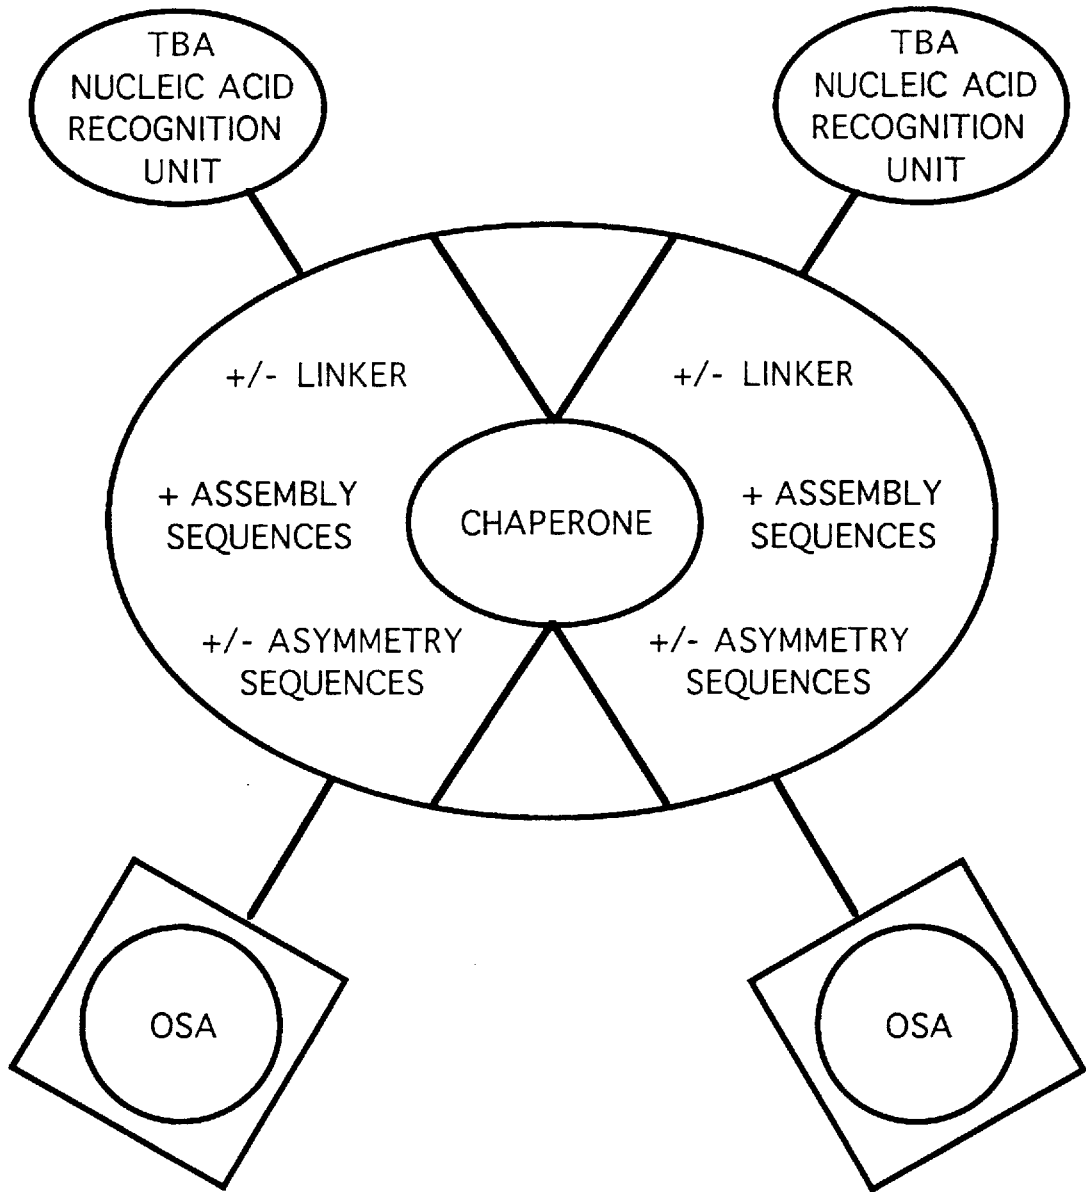 TBA
NUCLEIC ACID
RECOGNITION
UNIT
TBA
NUCLEIC ACID
RECOGNITION
UNIT
+/- LINKER
+/- LINKER
+ ASSEMBLY
SEQUENCES
CHAPERONE
+ ASSEMBLY
SEQUENCES
+/- ASYMMETRY
SEQUENCES
+/- ASYMMETRY
SEQUENCES
OSA
OSA